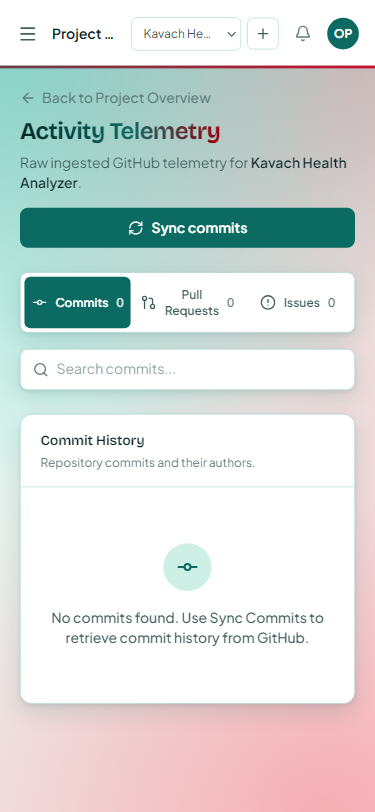 Project ...
Kavach He...
OP
Back to Project Overview
Activity Telemetry
Raw ingested GitHub telemetry for Kavach Health
Analyzer.
Sync commits
Commits 0
Pull
Requests 0
Issues 0
Search commits...
Commit History
Repository commits and their authors.
No commits found. Use Sync Commits to
retrieve commit history from GitHub.